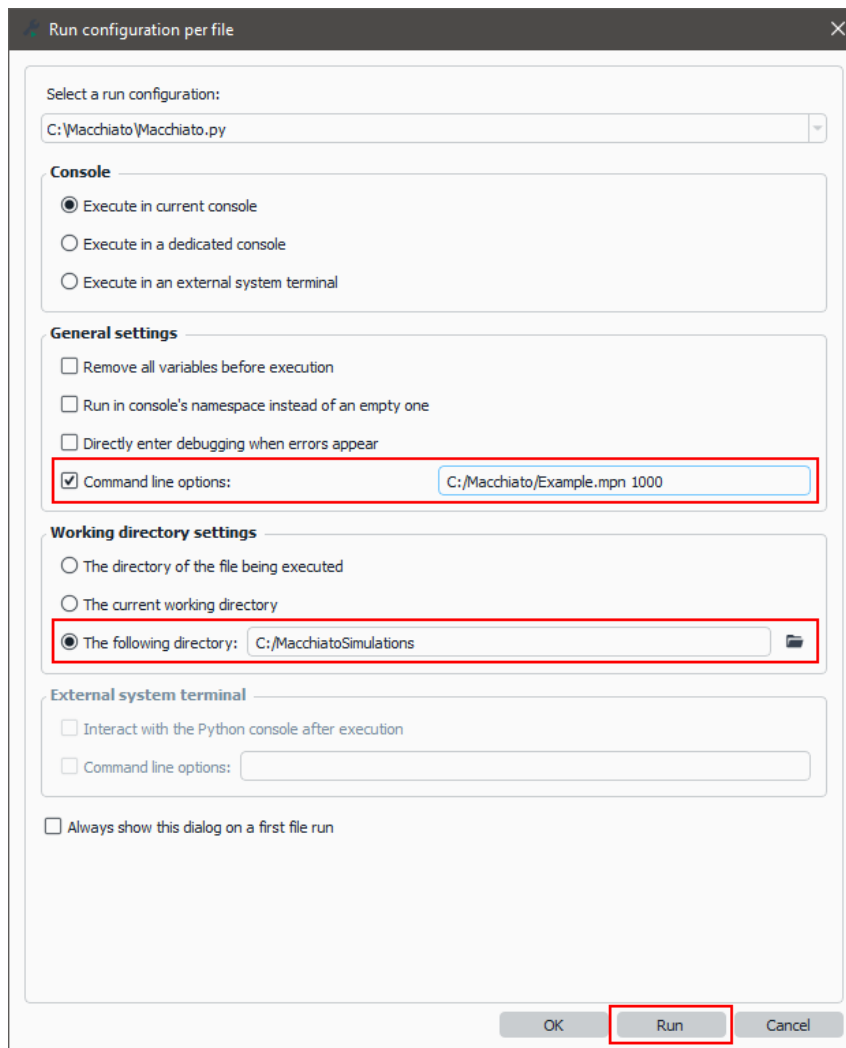 Run configuration per file
Select a run configuration:
C:\Macchiato\Macchiato.py
Console
Execute in current console
Execute in a dedicated console
Execute in an external system terminal
General settings
Remove all variables before execution
Run in console's namespace instead of an empty one
Directly enter debugging when errors appear
Command line options: C:/Macchiato/Example.mpn 1000
Working directory settings
The directory of the file being executed
The current working directory
The following directory: C:/MacchiatoSimulations
External system terminal
Interact with the Python console after execution
Command line options:
Always show this dialog on a first file run
OK Run Cancel